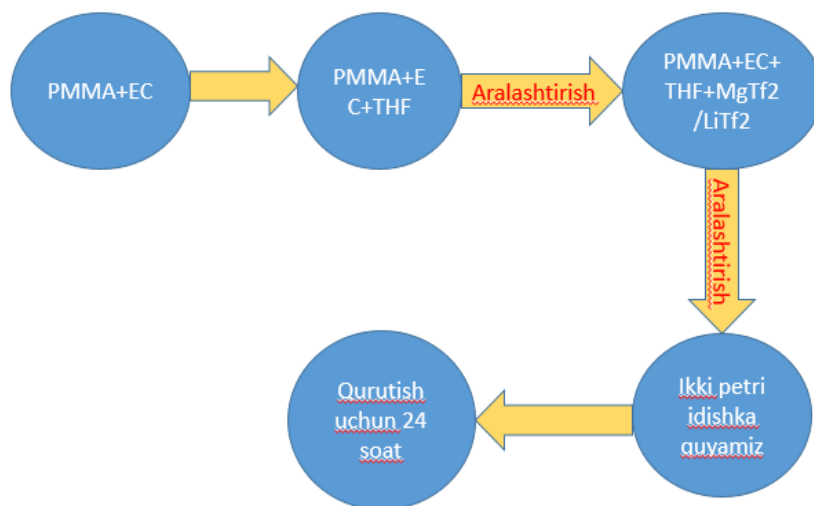 PMMA+EC
PMMA+E
C+THF
Aralashtirish
PMMA+EC+
THF+MgTf2
/LiTf2
Aralashtirish
Ikki petri
idishka
quyamiz
Qurutish
uchun 24
soat